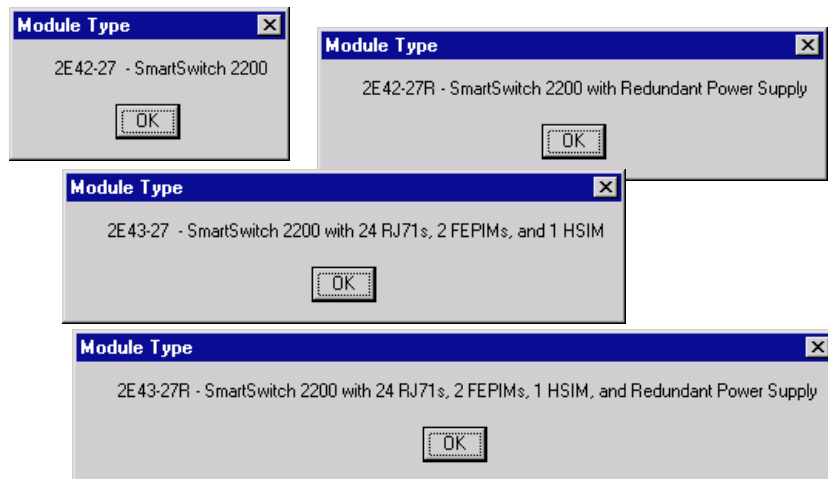 Module Type
2E42-27 - SmartSwitch 2200
OK
Module Type
2E42-27R - SmartSwitch 2200 with Redundant Power Supply
OK
Module Type
2E43-27 - SmartSwitch 2200 with 24 RJ71s, 2 FEPIMs, and 1 HSIM
OK
Module Type
2E43-27R - SmartSwitch 2200 with 24 RJ71s, 2 FEPIMs, 1 HSIM, and Redundant Power Supply
OK